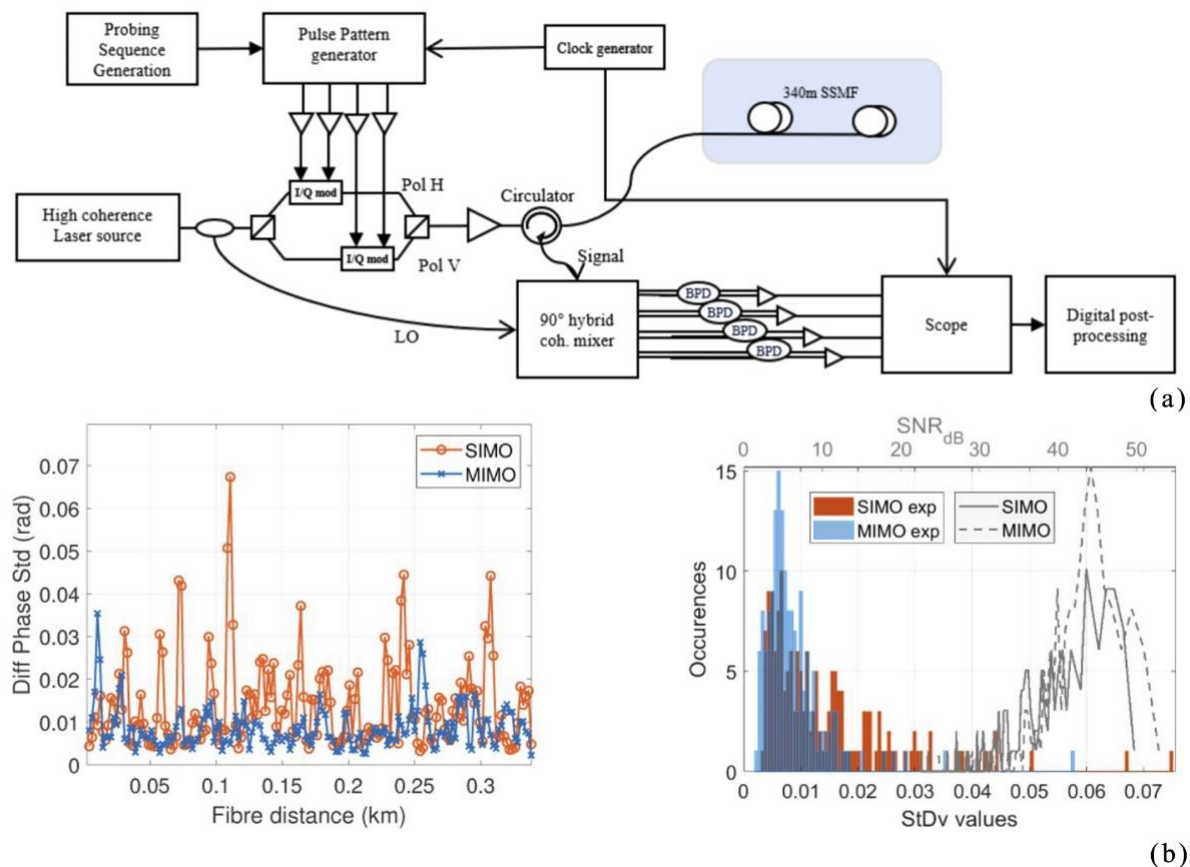 Probing
Sequence
Generation
Pulse Pattern
generator
Clock generator
340m SSMF
I/Q mod
Pol H
Circulator
High coherence
Laser source
I/Q mod
Pol V
Signal
LO
90° hybrid
coh. mixer
BPD
BPD
BPD
BPD
Scope
Digital post-
processing
(a)
SIMO
MIMO
0.07
0.06
0.05
0.04
0.03
0.02
0.01
0
Diff Phase Std (rad)
0.05
0.1
0.15
0.2
0.25
0.3
Fibre distance (km)
SNRdB
0
10
22
30
40
50
SIMO exp
MIMO exp
SIMO
MIMO
15
10
5
0
Occurences
0
0.01
0.02
0.03
0.04
0.05
0.06
0.07
StDv values
(b)